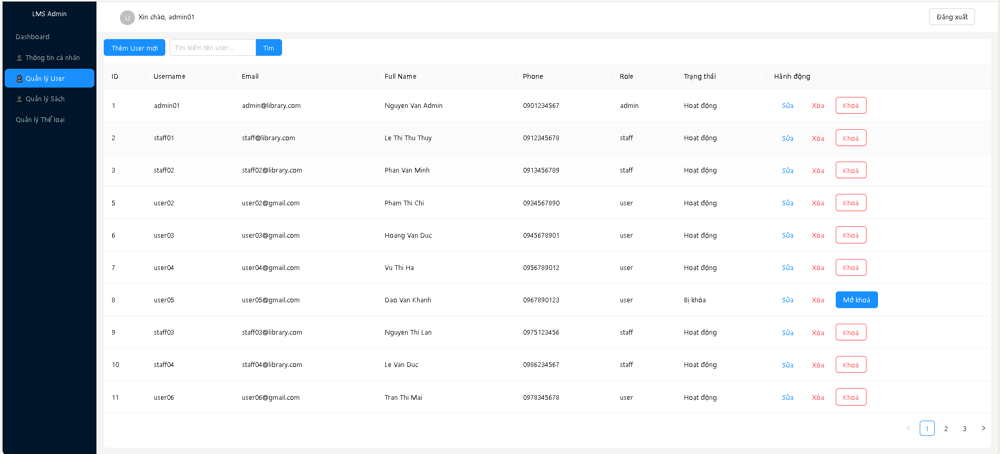 LMS Admin
Dashboard
Thông tin cá nhân
Quản lý User
Quản lý Sách
Quản lý Thể loại
U Xin chào, admin01
Đăng xuất
Thêm User mới Tìm kiếm tên user... Tìm
ID Username Email Full Name Phone Role Trạng thái Hành động
1 admin01 admin@library.com Nguyen Van Admin 0901234567 admin Hoạt động Sửa Xóa Khoá
2 staff01 staff@library.com Le Thi Thu Thuy 0912345678 staff Hoạt động Sửa Xóa Khoá
3 staff02 staff02@library.com Phan Van Minh 0913456789 staff Hoạt động Sửa Xóa Khoá
5 user02 user02@gmail.com Pham Thi Chi 0934567890 user Hoạt động Sửa Xóa Khoá
6 user03 user03@gmail.com Hoang Van Duc 0945678901 user Hoạt động Sửa Xóa Khoá
7 user04 user04@gmail.com Vu Thi Ha 0956789012 user Hoạt động Sửa Xóa Khoá
8 user05 user05@gmail.com Dao Van Khanh 0967890123 user Bị khóa Sửa Xóa Mở khoá
9 staff03 staff03@library.com Nguyen Thi Lan 0975123456 staff Hoạt động Sửa Xóa Khoá
10 staff04 staff04@library.com Le Van Duc 0986234567 staff Hoạt động Sửa Xóa Khoá
11 user06 user06@gmail.com Tran Thi Mai 0978345678 user Hoạt động Sửa Xóa Khoá
< 1 2 3 >